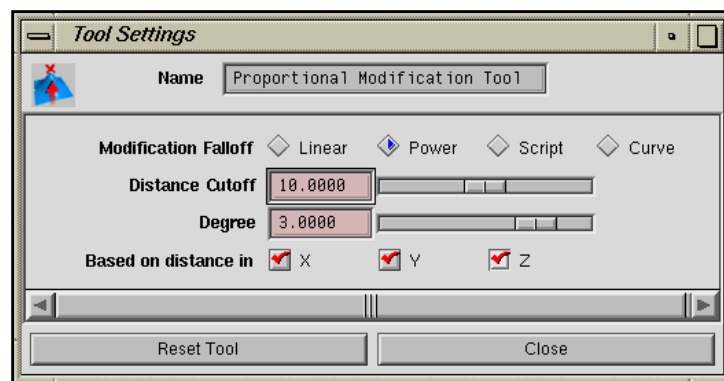 Tool Settings
Name Proportional Modification Tool
Modification Falloff Linear Power Script Curve
Distance Cutoff 10.0000
Degree 3.0000
Based on distance in X Y Z
Reset Tool Close